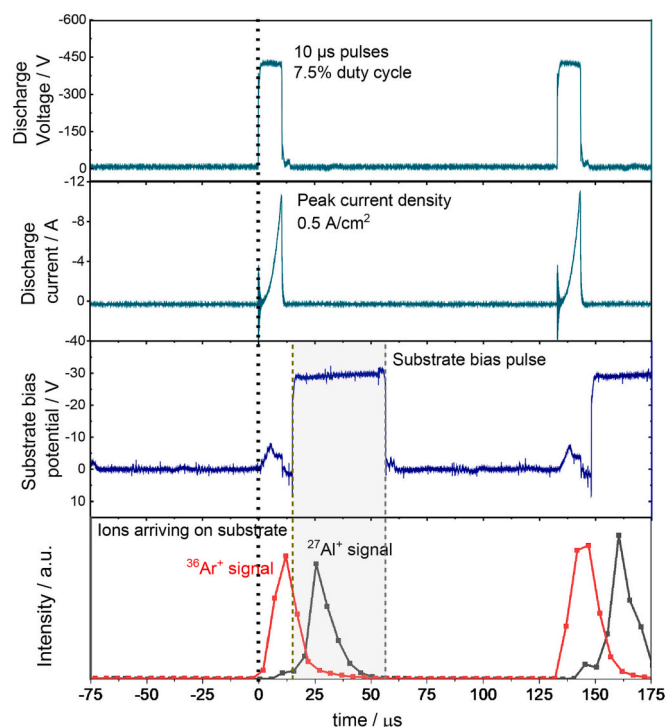 -600
-450
-300
-150
0
Discharge
Voltage / V
10 µs pulses
7.5% duty cycle
-12
-8
-4
0
Discharge
current / A
Peak current density
0.5 A/cm²
-40
-30
-20
-10
0
10
Substrate bias
potential / V
Substrate bias pulse
Intensity / a.u.
Ions arriving on substrate
³⁶Ar⁺ signal
²⁷Al⁺ signal
-75 -50 -25 0 25 50 75 100 125 150 175
time / µs